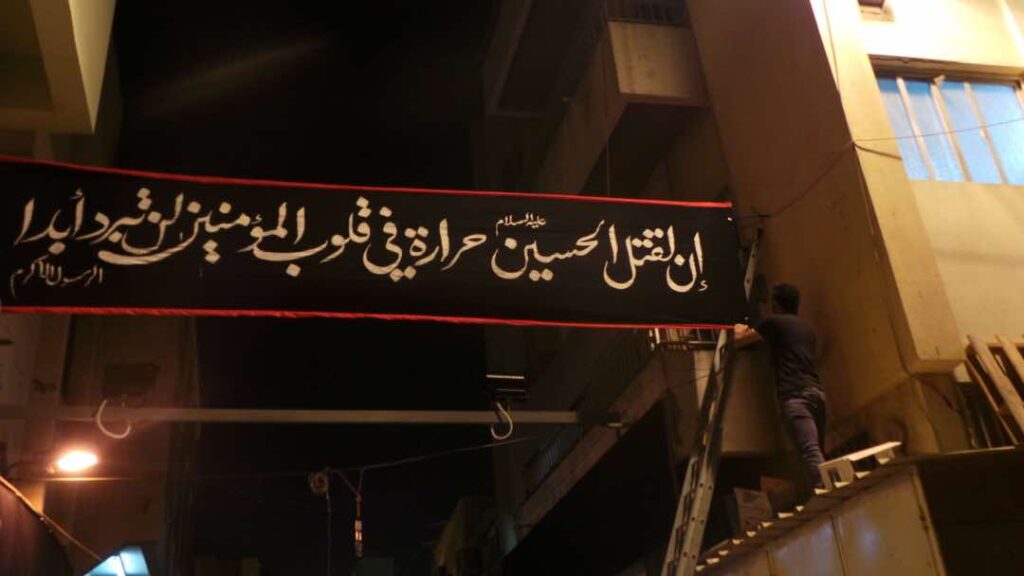 إن لقتل الحسين عليه السلام حرارة في قلوب المؤمنين لن تبرد أبدا
الرسول الأكرم